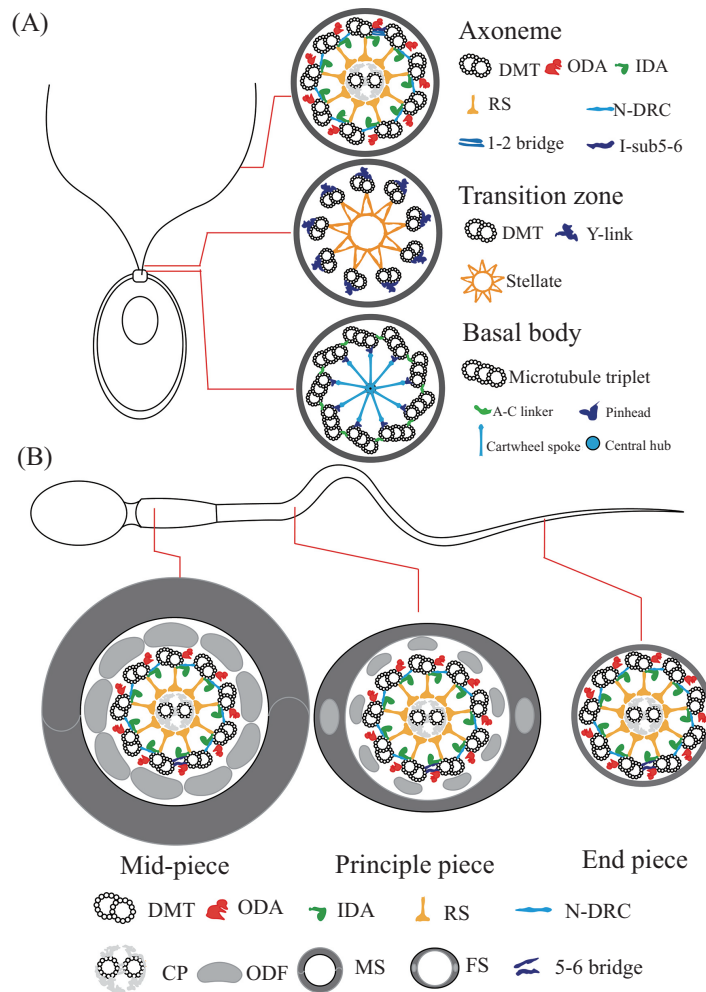 (A)
Axoneme
DMT ODA IDA
RS N-DRC
1-2 bridge I-sub5-6
Transition zone
DMT Y-link
Stellate
Basal body
Microtubule triplet
A-C linker Pinhead
Cartwheel spoke Central hub
(B)
Mid-piece Principle piece End piece
DMT ODA IDA RS N-DRC
CP ODF MS FS 5-6 bridge